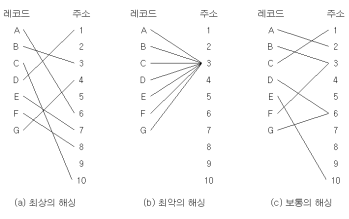 레코드 주소 레코드 주소 레코드 주소
A 1 A 1 A 1
B 2 B 2 B 2
C 3 C 3 C 3
D 4 D 4 D 4
E 5 E 5 E 5
F 6 F 6 F 6
G 7 G 7 G 7
8 8 8
9 9 9
10 10 10
(a) 최상의 해싱 (b) 최악의 해싱 (c) 보통의 해싱